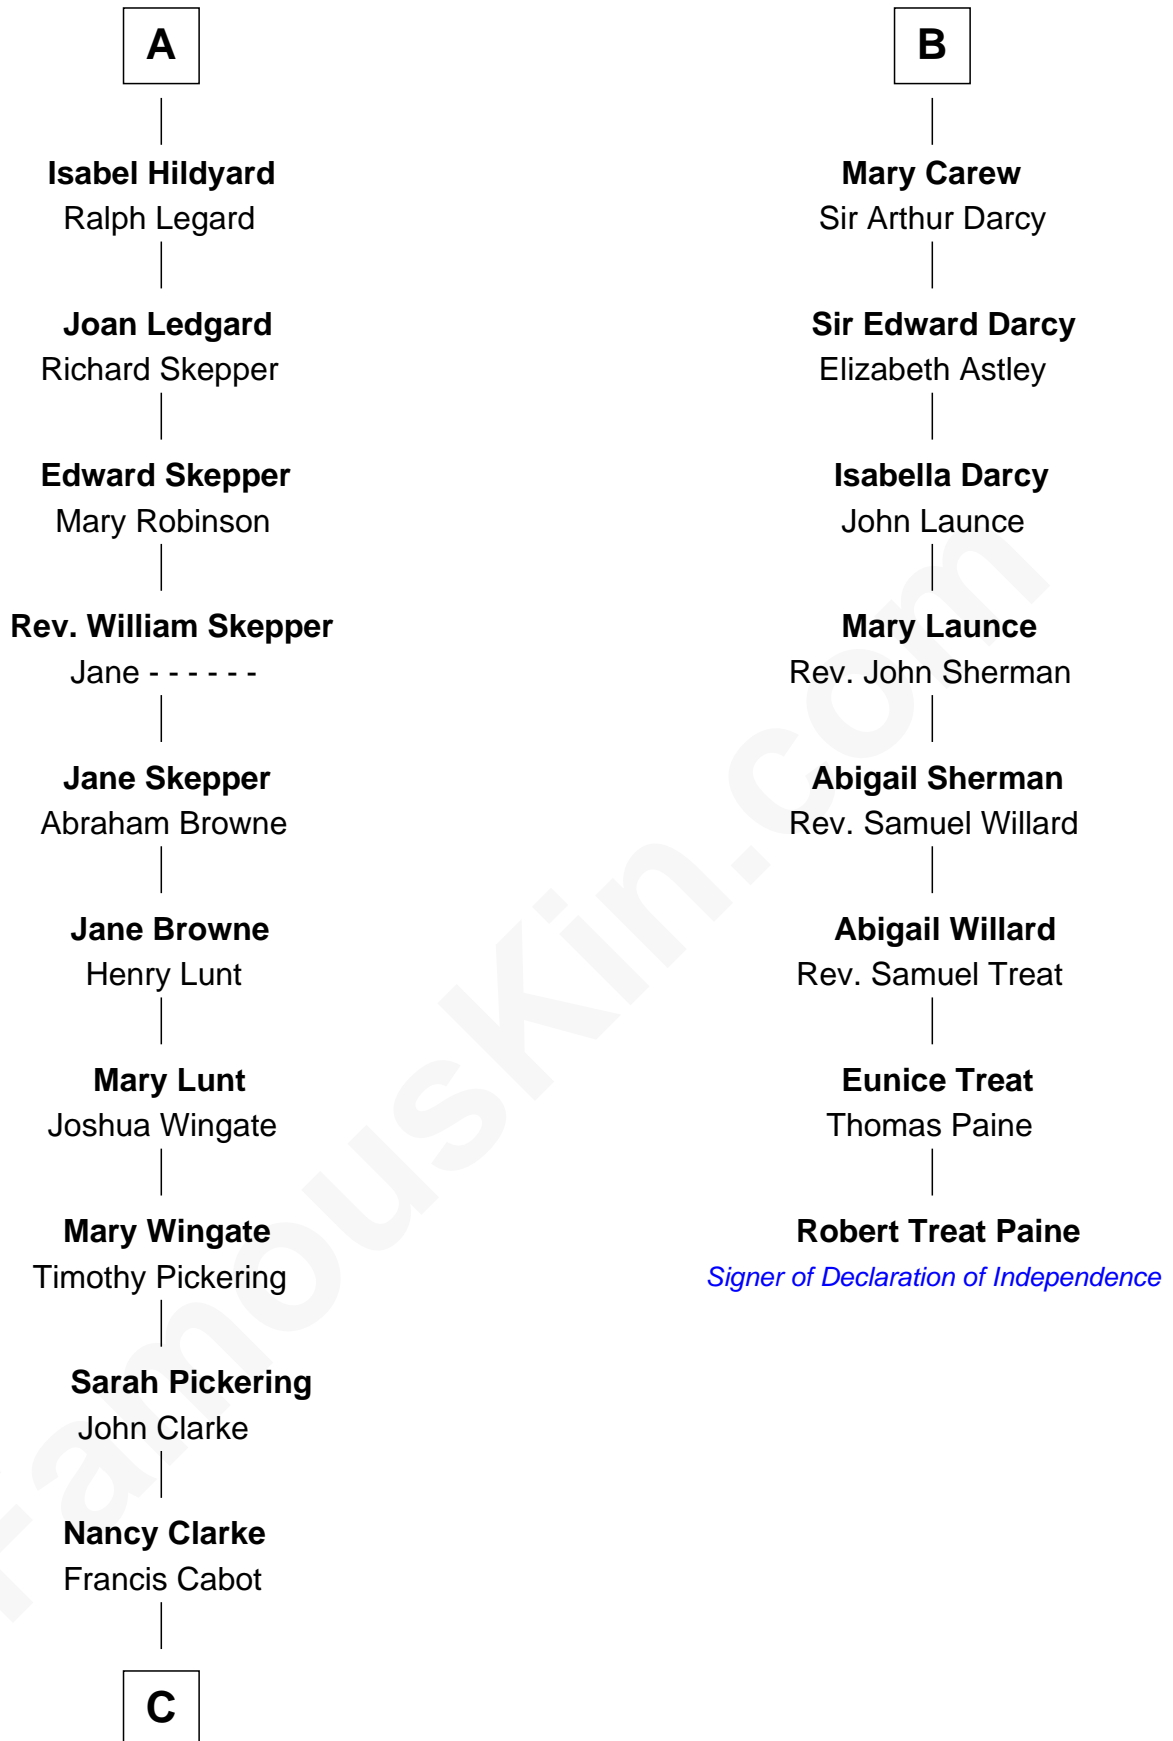 A
Isabel Hildyard
Ralph Legard
Joan Ledgard
Richard Skepper
Edward Skepper
Mary Robinson
Rev. William Skepper
Jane - - - - - -
Jane Skepper
Abraham Browne
Jane Browne
Henry Lunt
Mary Lunt
Joshua Wingate
Mary Wingate
Timothy Pickering
Sarah Pickering
John Clarke
Nancy Clarke
Francis Cabot
C
B
Mary Carew
Sir Arthur Darcy
Sir Edward Darcy
Elizabeth Astley
Isabella Darcy
John Launce
Mary Launce
Rev. John Sherman
Abigail Sherman
Rev. Samuel Willard
Abigail Willard
Rev. Samuel Treat
Eunice Treat
Thomas Paine
Robert Treat Paine
Signer of Declaration of Independence
FamousKin.com